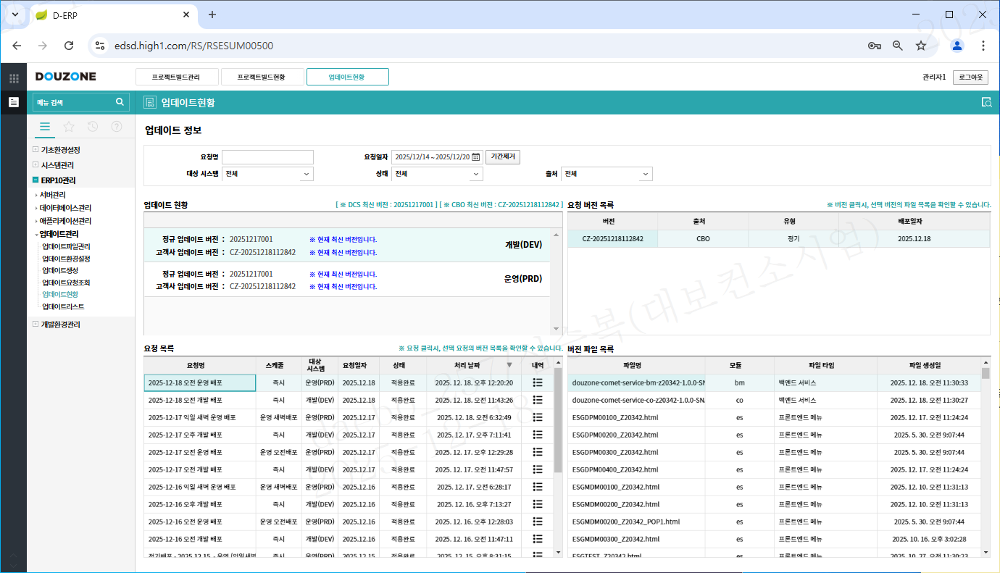 D-ERP
edsd.high1.com/RS/RSESUM00500
DOUZONE
프로젝트빌드관리 프로젝트빌드현황 업데이트현황
관리자1 로그아웃
메뉴 검색
업데이트현황
기초환경설정
시스템관리
ERP10관리
서버관리
데이터베이스관리
애플리케이션관리
업데이트관리
업데이트파일관리
업데이트환경설정
업데이트생성
업데이트요청조회
업데이트현황
업데이트리스트
개발환경관리
업데이트 정보
요청명 요청일자 2025/12/14 ~ 2025/12/20 기간제거
대상 시스템 전체 상태 전체 출처 전체
업데이트 현황 [ ※ DCS 최신 버전 : 20251217001 ] [ ※ CBO 최신 버전 : CZ-20251218112842 ]
정규 업데이트 버전 : 20251217001 ※ 현재 최신 버전입니다.
고객사 업데이트 버전 : CZ-20251218112842 ※ 현재 최신 버전입니다.
개발(DEV)
정규 업데이트 버전 : 20251217001 ※ 현재 최신 버전입니다.
고객사 업데이트 버전 : CZ-20251218112842 ※ 현재 최신 버전입니다.
운영(PRD)
요청 버전 목록 ※ 버전 클릭시, 선택 버전의 파일 목록을 확인할 수 있습니다.
버전 출처 유형 배포일자
CZ-20251218112842 CBO 정기 2025.12.18
요청 목록 ※ 요청 클릭시, 선택 요청의 버전 목록을 확인할 수 있습니다.
요청명 스케줄 대상 시스템 요청일자 상태 처리 날짜 ▼ 내역
2025-12-18 오전 운영 배포 즉시 운영(PRD) 2025.12.18 적용완료 2025. 12. 18. 오후 12:20:20
2025-12-18 오전 개발 배포 즉시 개발(DEV) 2025.12.18 적용완료 2025. 12. 18. 오전 11:43:26
2025-12-17 익일 새벽 운영 배포 운영 새벽배포 운영(PRD) 2025.12.17 적용완료 2025. 12. 18. 오전 6:32:49
2025-12-17 오후 개발 배포 즉시 개발(DEV) 2025.12.17 적용완료 2025. 12. 17. 오후 7:11:41
2025-12-17 오전 운영 배포 운영 오전배포 운영(PRD) 2025.12.17 적용완료 2025. 12. 17. 오후 12:29:28
2025-12-17 오전 개발 배포 즉시 개발(DEV) 2025.12.17 적용완료 2025. 12. 17. 오전 11:47:57
2025-12-16 익일 새벽 운영 배포 운영 새벽배포 운영(PRD) 2025.12.16 적용완료 2025. 12. 17. 오전 6:28:17
2025-12-16 오후 개발 배포 즉시 개발(DEV) 2025.12.16 적용완료 2025. 12. 16. 오후 7:13:27
2025-12-16 오전 운영 배포 운영 오전배포 운영(PRD) 2025.12.16 적용완료 2025. 12. 16. 오후 12:28:03
2025-12-16 오전 개발 배포 즉시 개발(DEV) 2025.12.16 적용완료 2025. 12. 16. 오전 11:47:11
정기배포 - 2025.12.15. - 운영 (익일새벽 즉시 운영(PRD) 2025.12.15 적용완료 2025. 12. 15. 오후 8:31:15
버전 파일 목록
파일명 모듈 파일 타입 파일 생성일
douzone-comet-service-bm-z20342-1.0.0-SN bm 백엔드 서비스 2025. 12. 18. 오전 11:30:33
douzone-comet-service-co-z20342-1.0.0-SN. co 백엔드 서비스 2025. 12. 18. 오전 11:30:27
ESGDPM00100_Z20342.html es 프론트엔드 메뉴 2025. 12. 17. 오전 11:24:24
ESGDPM00200_Z20342.html es 프론트엔드 메뉴 2025. 5. 30. 오전 9:07:44
ESGDPM00300_Z20342.html es 프론트엔드 메뉴 2025. 5. 30. 오전 9:07:44
ESGDPM00400_Z20342.html es 프론트엔드 메뉴 2025. 12. 17. 오전 11:24:24
ESGMDM00100_Z20342.html es 프론트엔드 메뉴 2025. 12. 10. 오전 11:31:13
ESGMDM00200_Z20342.html es 프론트엔드 메뉴 2025. 12. 10. 오전 11:31:13
ESGMDM00200_Z20342_POP1.html es 프론트엔드 메뉴 2025. 5. 30. 오전 9:07:44
ESGMDM00300_Z20342.html es 프론트엔드 메뉴 2025. 10. 16. 오후 3:02:28
ESGTEST_Z20342.html es 프론트엔드 메뉴 2025. 10. 27. 오전 11:30:23